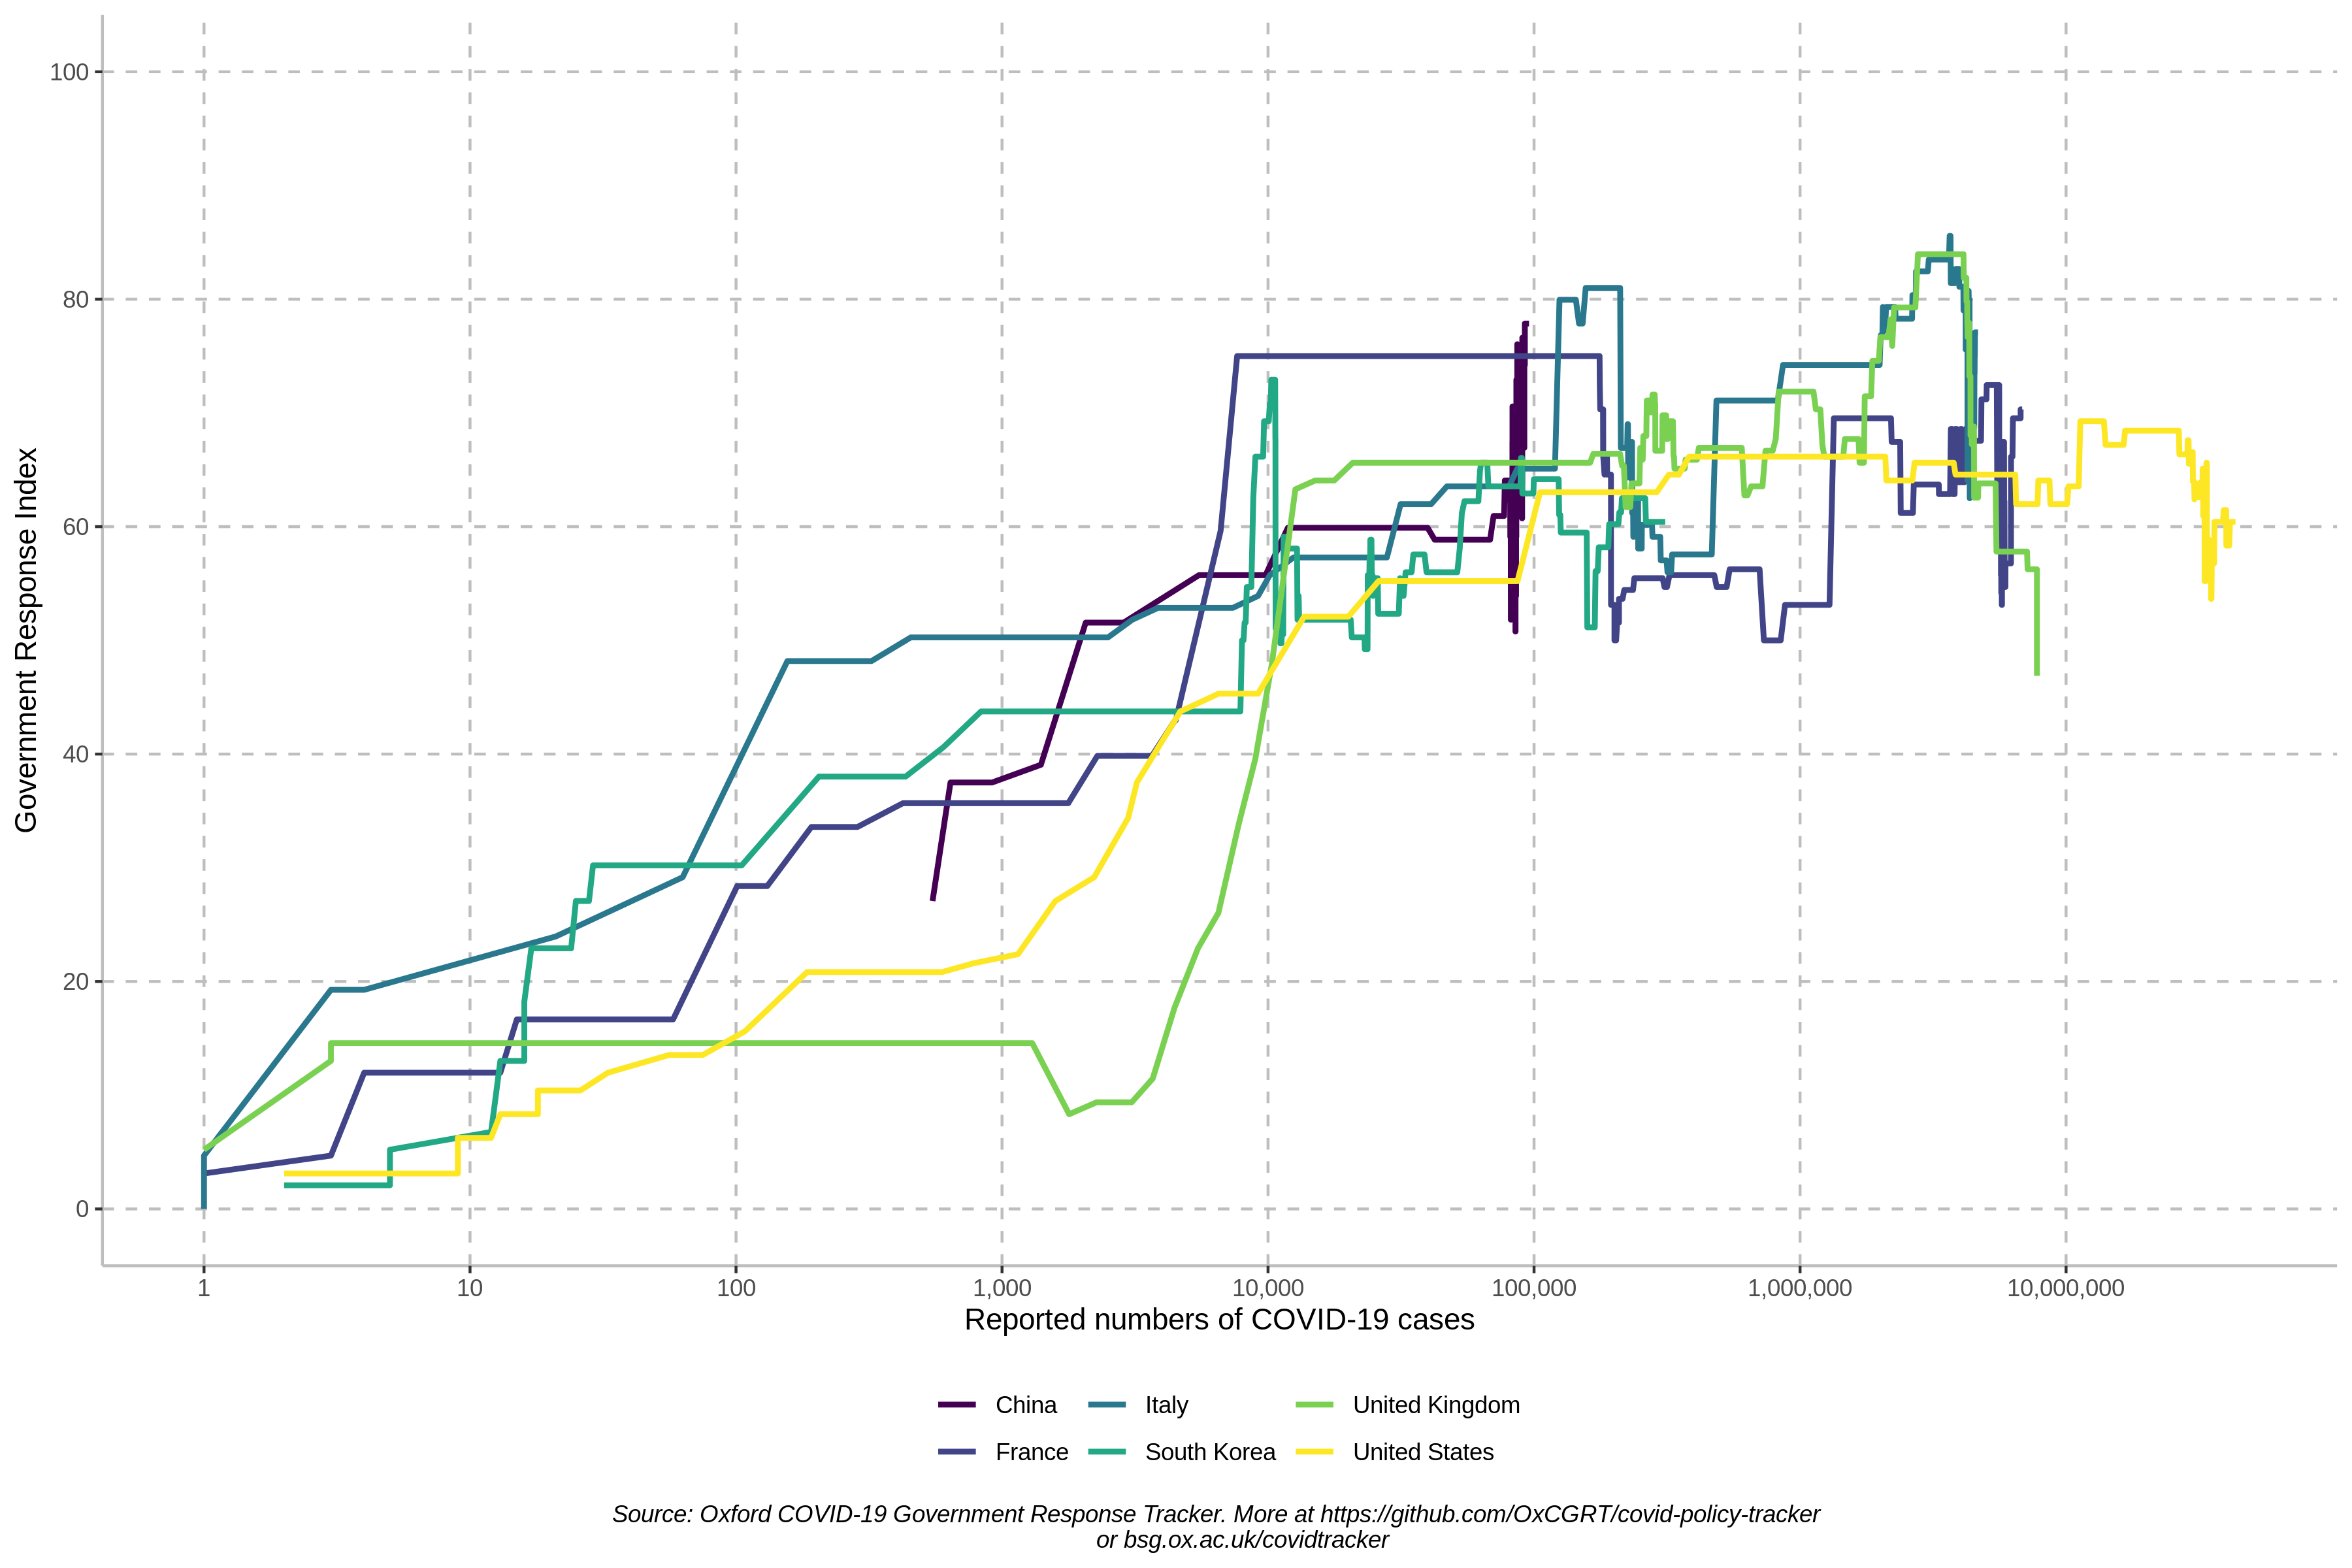 100
80
60
40
20
0
Government Response Index
1 10 100 1,000 10,000 100,000 1,000,000 10,000,000
Reported numbers of COVID-19 cases
China Italy United Kingdom
France South Korea United States
Source: Oxford COVID-19 Government Response Tracker. More at https://github.com/OxCGRT/covid-policy-tracker
or bsg.ox.ac.uk/covidtracker